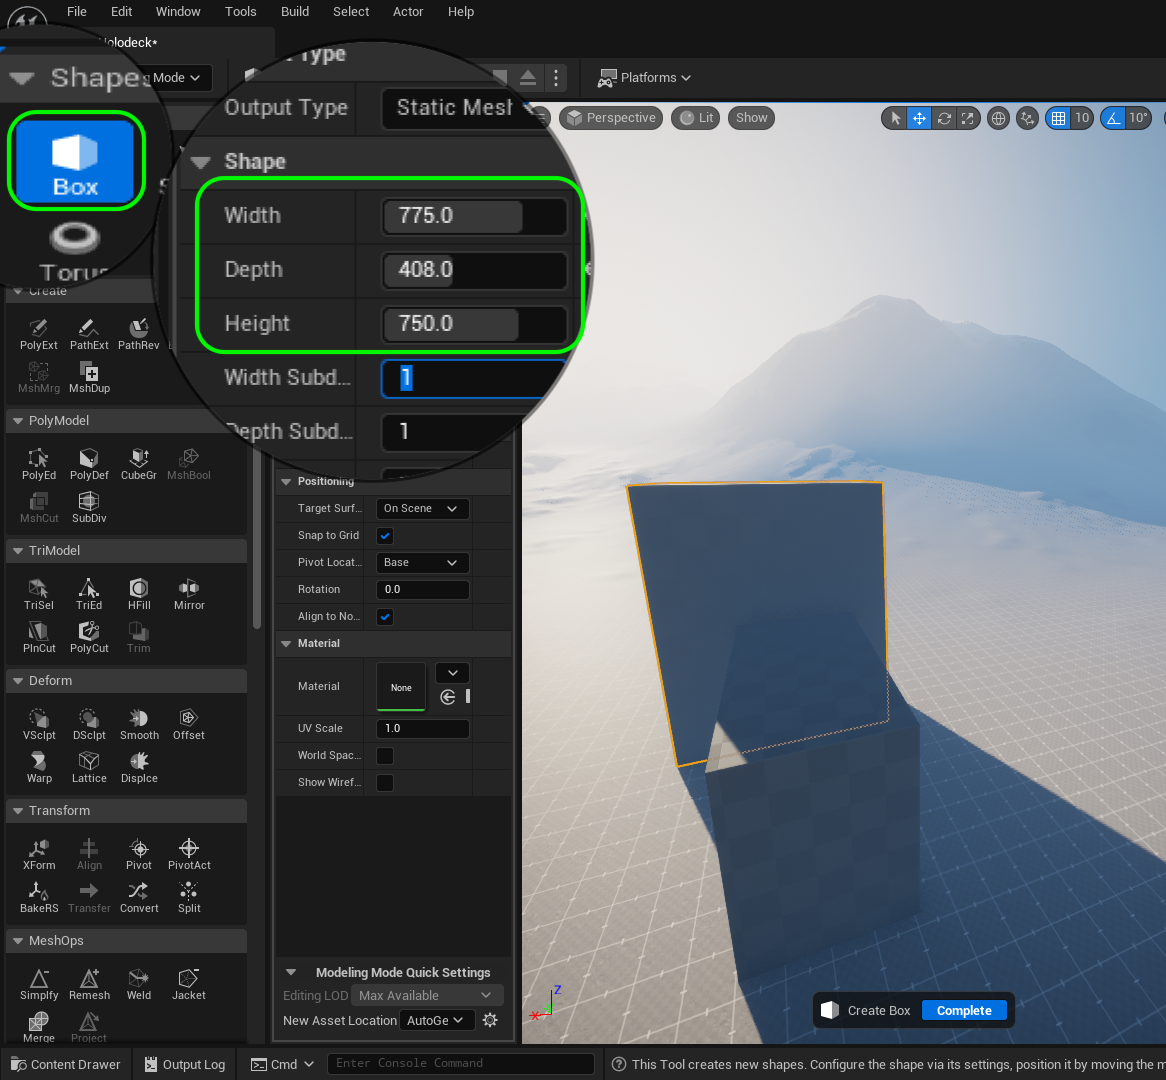 File Edit Window Tools Build Select Actor Help
Holodeck*
Mode
Platforms
Shapes
Box
Torus
Type
Output Type Static Mesh
Shape
Width 775.0
Depth 408.0
Height 750.0
Width Subd... 1
Depth Subd... 1
Perspective Lit Show
10 10°
Create
PolyExt PathExt PathRev
MshMrg MshDup
PolyModel
PolyEd PolyDef CubeGr MshBool
MshCut SubDiv
TriModel
TriSel TriEd HFill Mirror
PlnCut PolyCut Trim
Deform
VSclpt DSclpt Smooth Offset
Warp Lattice Displce
Transform
XForm Align Pivot PivotAct
BakeRS Transfer Convert Split
MeshOps
Simplfy Remesh Weld Jacket
Merge Project
Positioning
Target Surf... On Scene
Snap to Grid
Pivot Locat... Base
Rotation 0.0
Align to No...
Material
Material None
UV Scale 1.0
World Spac...
Show Wiref...
Modeling Mode Quick Settings
Editing LOD Max Available
New Asset Location AutoGe
Z
X
Create Box Complete
Content Drawer Output Log Cmd Enter Console Command
This Tool creates new shapes. Configure the shape via its settings, position it by moving the m